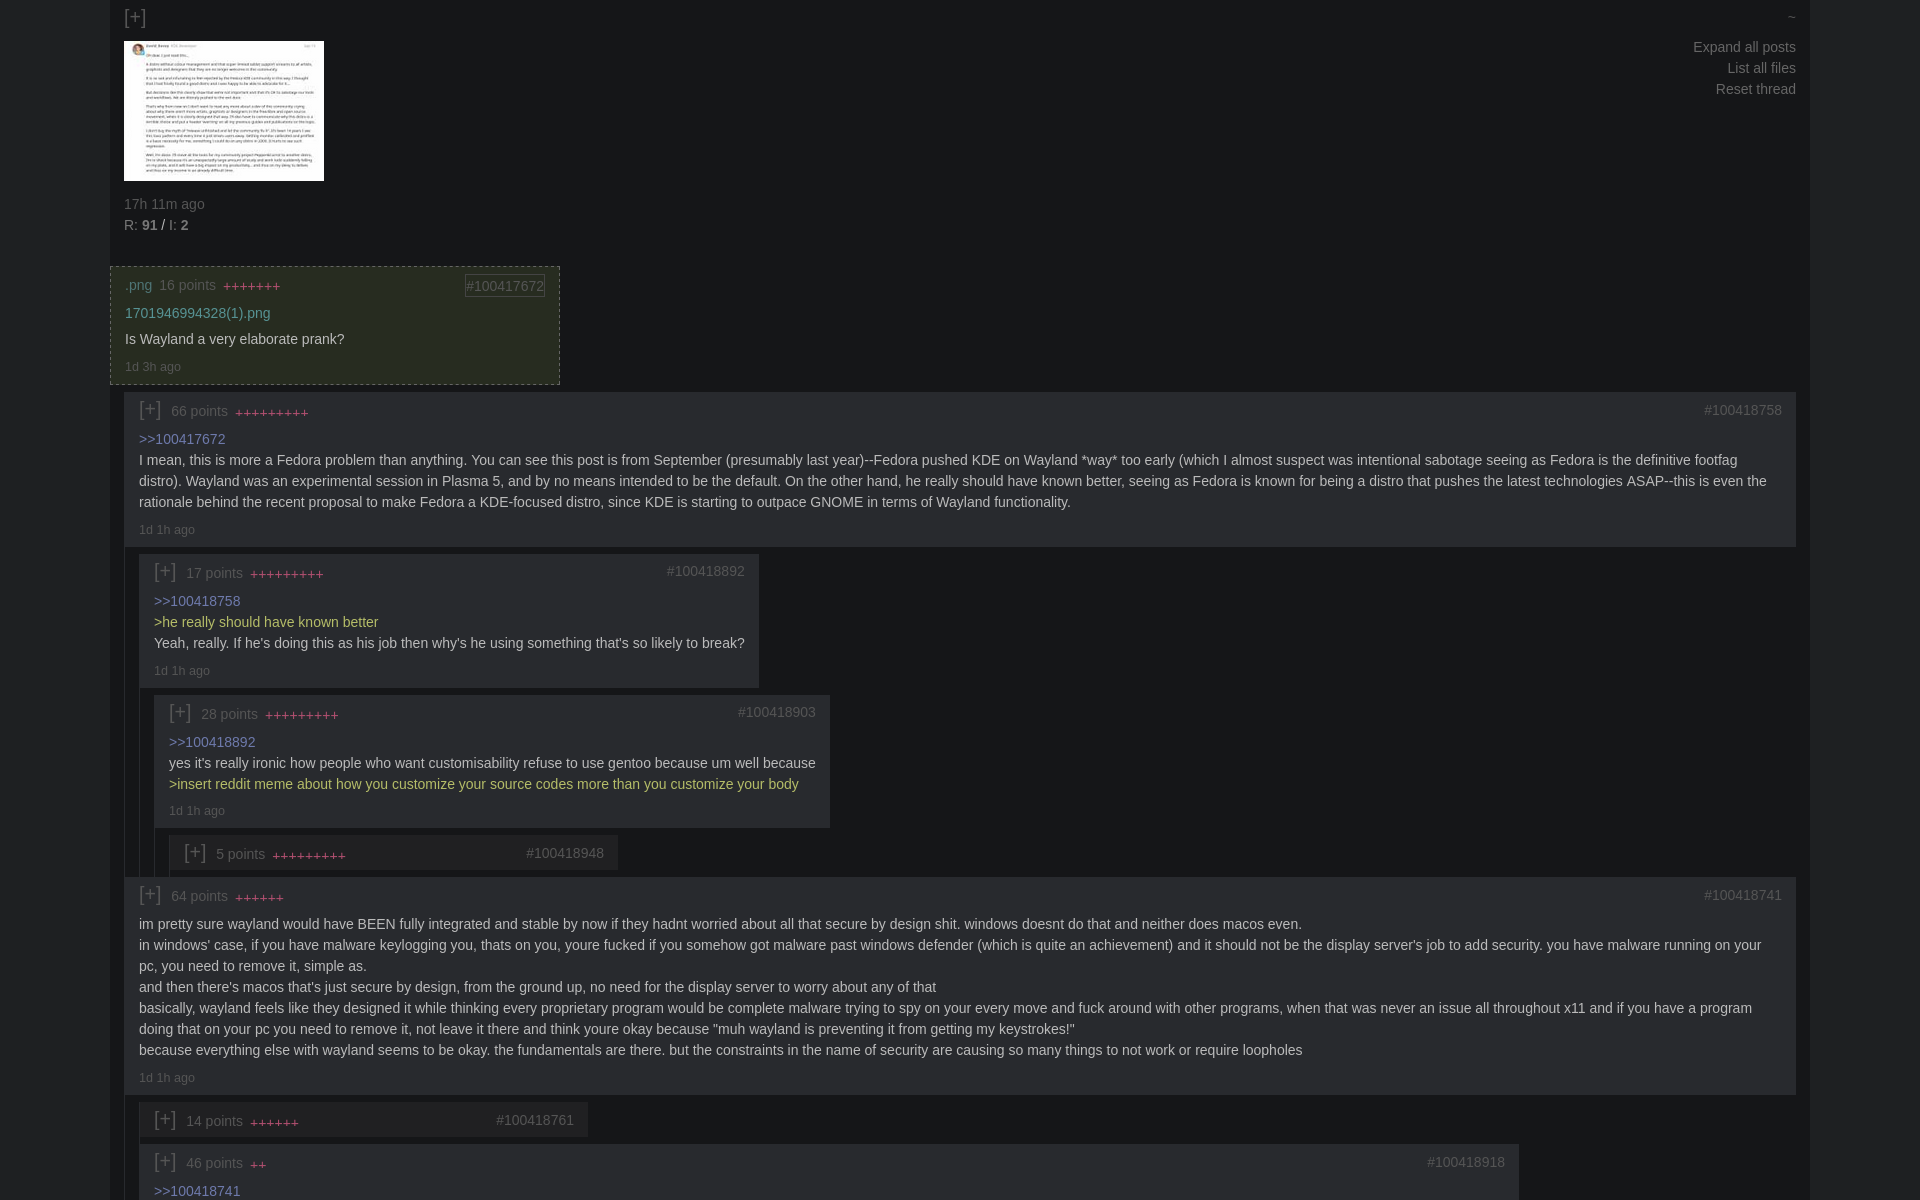 [+]
~
Expand all posts
List all files
Reset thread
17h 11m ago
R: 91 / I: 2
.png 16 points +++++++ #100417672
1701946994328(1).png
Is Wayland a very elaborate prank?
1d 3h ago
[+] 66 points +++++++++ #100418758
>>100417672
I mean, this is more a Fedora problem than anything. You can see this post is from September (presumably last year)--Fedora pushed KDE on Wayland *way* too early (which I almost suspect was intentional sabotage seeing as Fedora is the definitive footfag
distro). Wayland was an experimental session in Plasma 5, and by no means intended to be the default. On the other hand, he really should have known better, seeing as Fedora is known for being a distro that pushes the latest technologies ASAP--this is even the
rationale behind the recent proposal to make Fedora a KDE-focused distro, since KDE is starting to outpace GNOME in terms of Wayland functionality.
1d 1h ago
[+] 17 points +++++++++ #100418892
>>100418758
>he really should have known better
Yeah, really. If he's doing this as his job then why's he using something that's so likely to break?
1d 1h ago
[+] 28 points +++++++++ #100418903
>>100418892
yes it's really ironic how people who want customisability refuse to use gentoo because um well because
>insert reddit meme about how you customize your source codes more than you customize your body
1d 1h ago
[+] 5 points +++++++++ #100418948
[+] 64 points ++++++ #100418741
im pretty sure wayland would have BEEN fully integrated and stable by now if they hadnt worried about all that secure by design shit. windows doesnt do that and neither does macos even.
in windows' case, if you have malware keylogging you, thats on you, youre fucked if you somehow got malware past windows defender (which is quite an achievement) and it should not be the display server's job to add security. you have malware running on your
pc, you need to remove it, simple as.
and then there's macos that's just secure by design, from the ground up, no need for the display server to worry about any of that
basically, wayland feels like they designed it while thinking every proprietary program would be complete malware trying to spy on your every move and fuck around with other programs, when that was never an issue all throughout x11 and if you have a program
doing that on your pc you need to remove it, not leave it there and think youre okay because "muh wayland is preventing it from getting my keystrokes!"
because everything else with wayland seems to be okay. the fundamentals are there. but the constraints in the name of security are causing so many things to not work or require loopholes
1d 1h ago
[+] 14 points ++++++ #100418761
[+] 46 points ++ #100418918
>>100418741